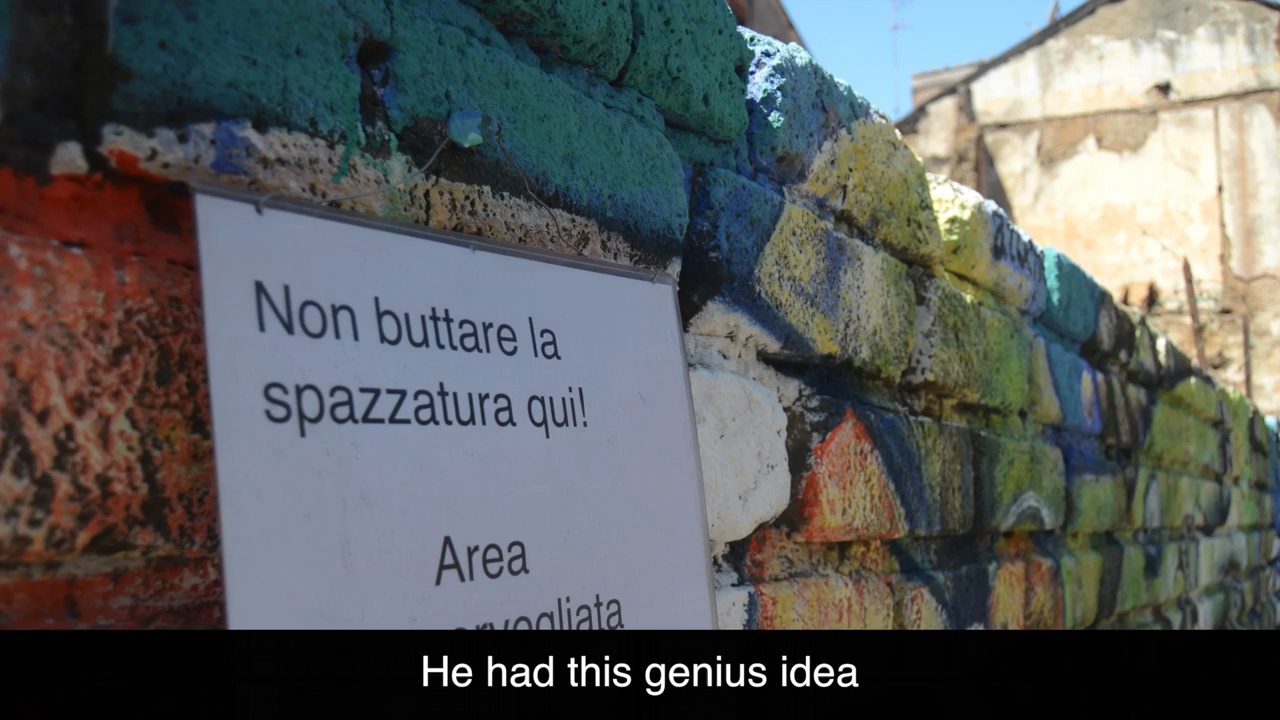 Non buttare la
spazzatura qui!
Area
He had this genius idea